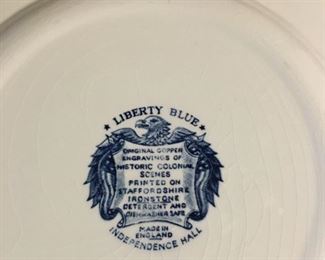 ★ LIBERTY BLUE ★
ORIGINAL COPPER
ENGRAVINGS OF
HISTORIC COLONIAL
SCENES
PRINTED ON
STAFFORDSHIRE
IRONSTONE
DETERGENT AND
DISHWASHER SAFE
MADE IN
ENGLAND
INDEPENDENCE HALL